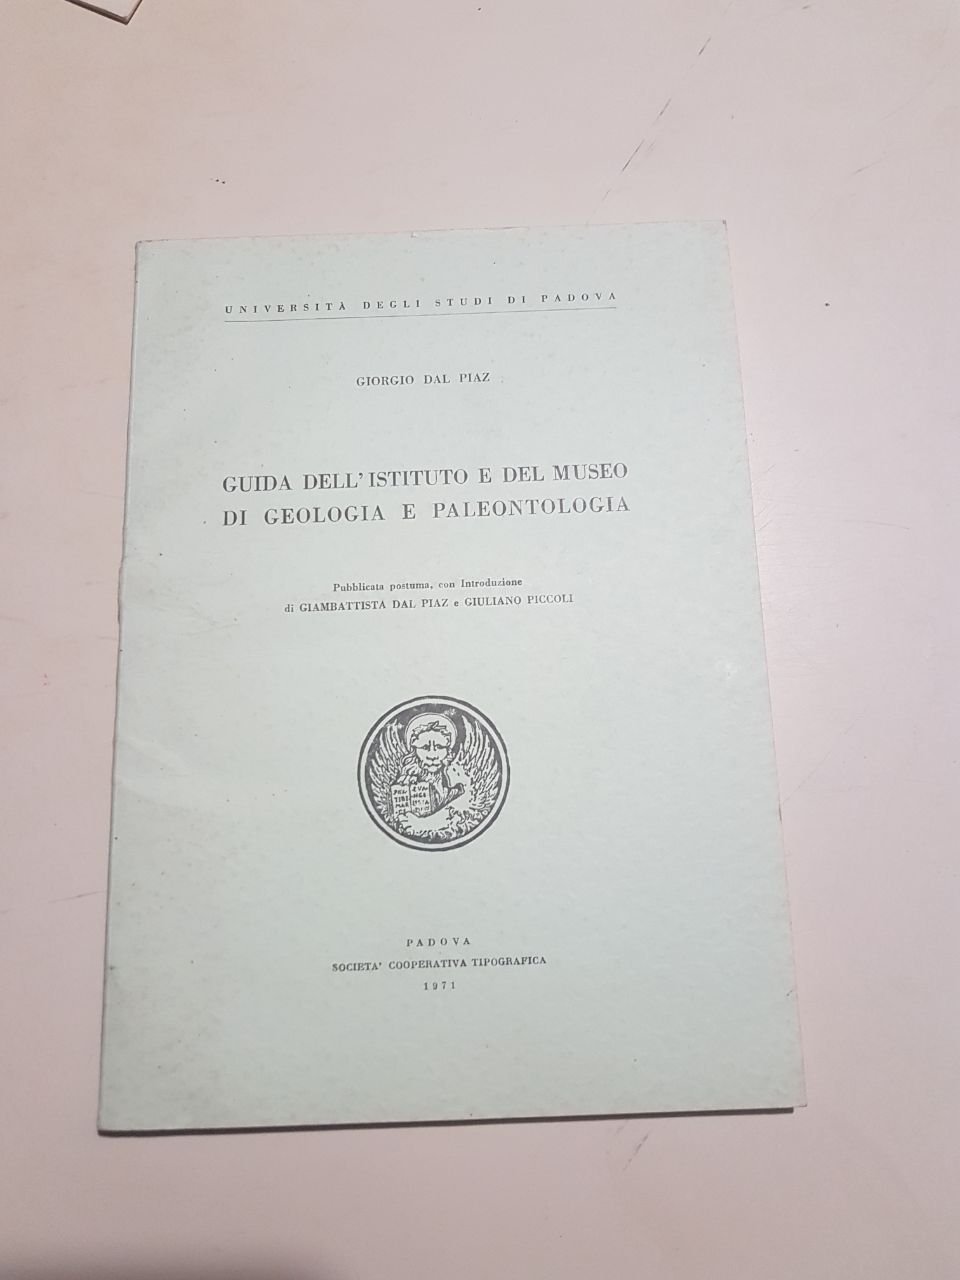 UNIVERSITÀ DEGLI STUDI DI PADOVA
GIORGIO DAL PIAZ
GUIDA DELL'ISTITUTO E DEL MUSEO
DI GEOLOGIA E PALEONTOLOGIA
Pubblicata postuma, con Introduzione
di GIAMBATTISTA DAL PIAZ e GIULIANO PICCOLI
PADOVA
SOCIETA' COOPERATIVA TIPOGRAFICA
1971